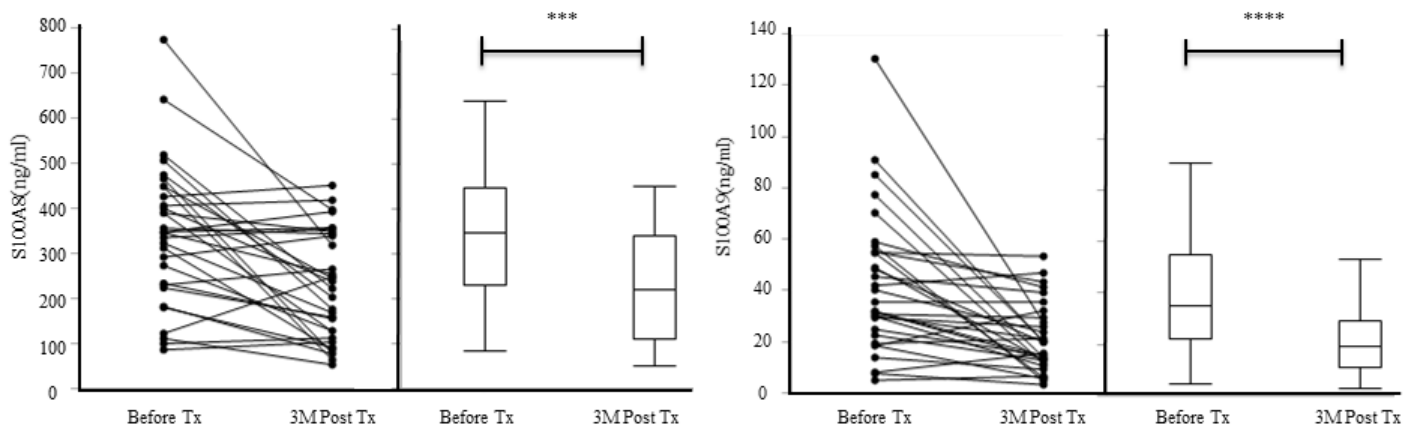 ***
800
700
600
500
400
300
200
100
0
S100A8(ng/ml)
Before Tx
3M Post Tx
Before Tx
3M Post Tx
****
140
120
100
80
60
40
20
0
S100A9(ng/ml)
Before Tx
3M Post Tx
Before Tx
3M Post Tx